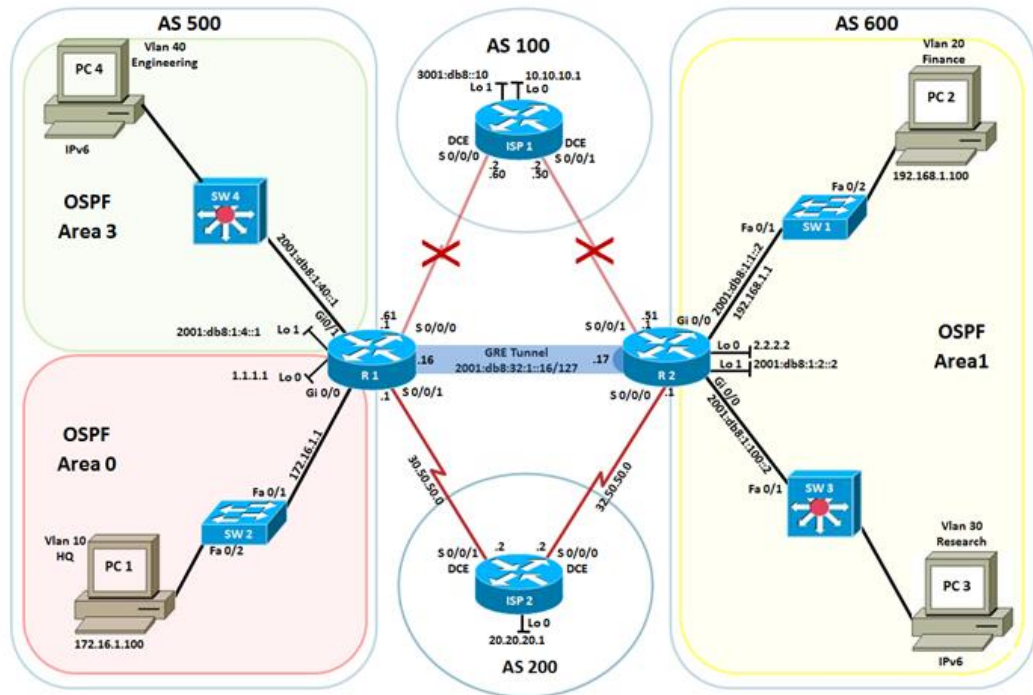 AS 500
Vlan 40
Engineering
PC 4
IPv6
OSPF
Area 3
SW 4
2001:db8:1:40::1
Gi0/1
2001:db8:1:4::1
Lo 1
1.1.1.1
Lo 0
Gi 0/0
R 1
.61
.1
S 0/0/0
.16
S 0/0/1
.1
OSPF
Area 0
172.16.1.1
Fa 0/1
SW 2
Fa 0/2
Vlan 10
HQ
PC 1
172.16.1.100
AS 100
3001:db8::10
Lo 1
10.10.10.1
Lo 0
DCE
S 0/0/0
ISP 1
DCE
S 0/0/1
.2
.60
.2
.50
GRE Tunnel
2001:db8:32:1::16/127
30.50.50.0
32.50.50.0
S 0/0/1
DCE
.2
.2
S 0/0/0
DCE
ISP 2
Lo 0
20.20.20.1
AS 200
AS 600
Vlan 20
Finance
PC 2
192.168.1.100
Fa 0/2
Fa 0/1
SW 1
2001:db8:1:1::2
192.168.1.1
Gi 0/0
S 0/0/1
.51
.1
.17
R 2
S 0/0/0
.1
Lo 0
2.2.2.2
Lo 1
2001:db8:1:2::2
Gi 0/0
2001:db8:1:100::2
OSPF
Area1
Fa 0/1
SW 3
Vlan 30
Research
PC 3
IPv6